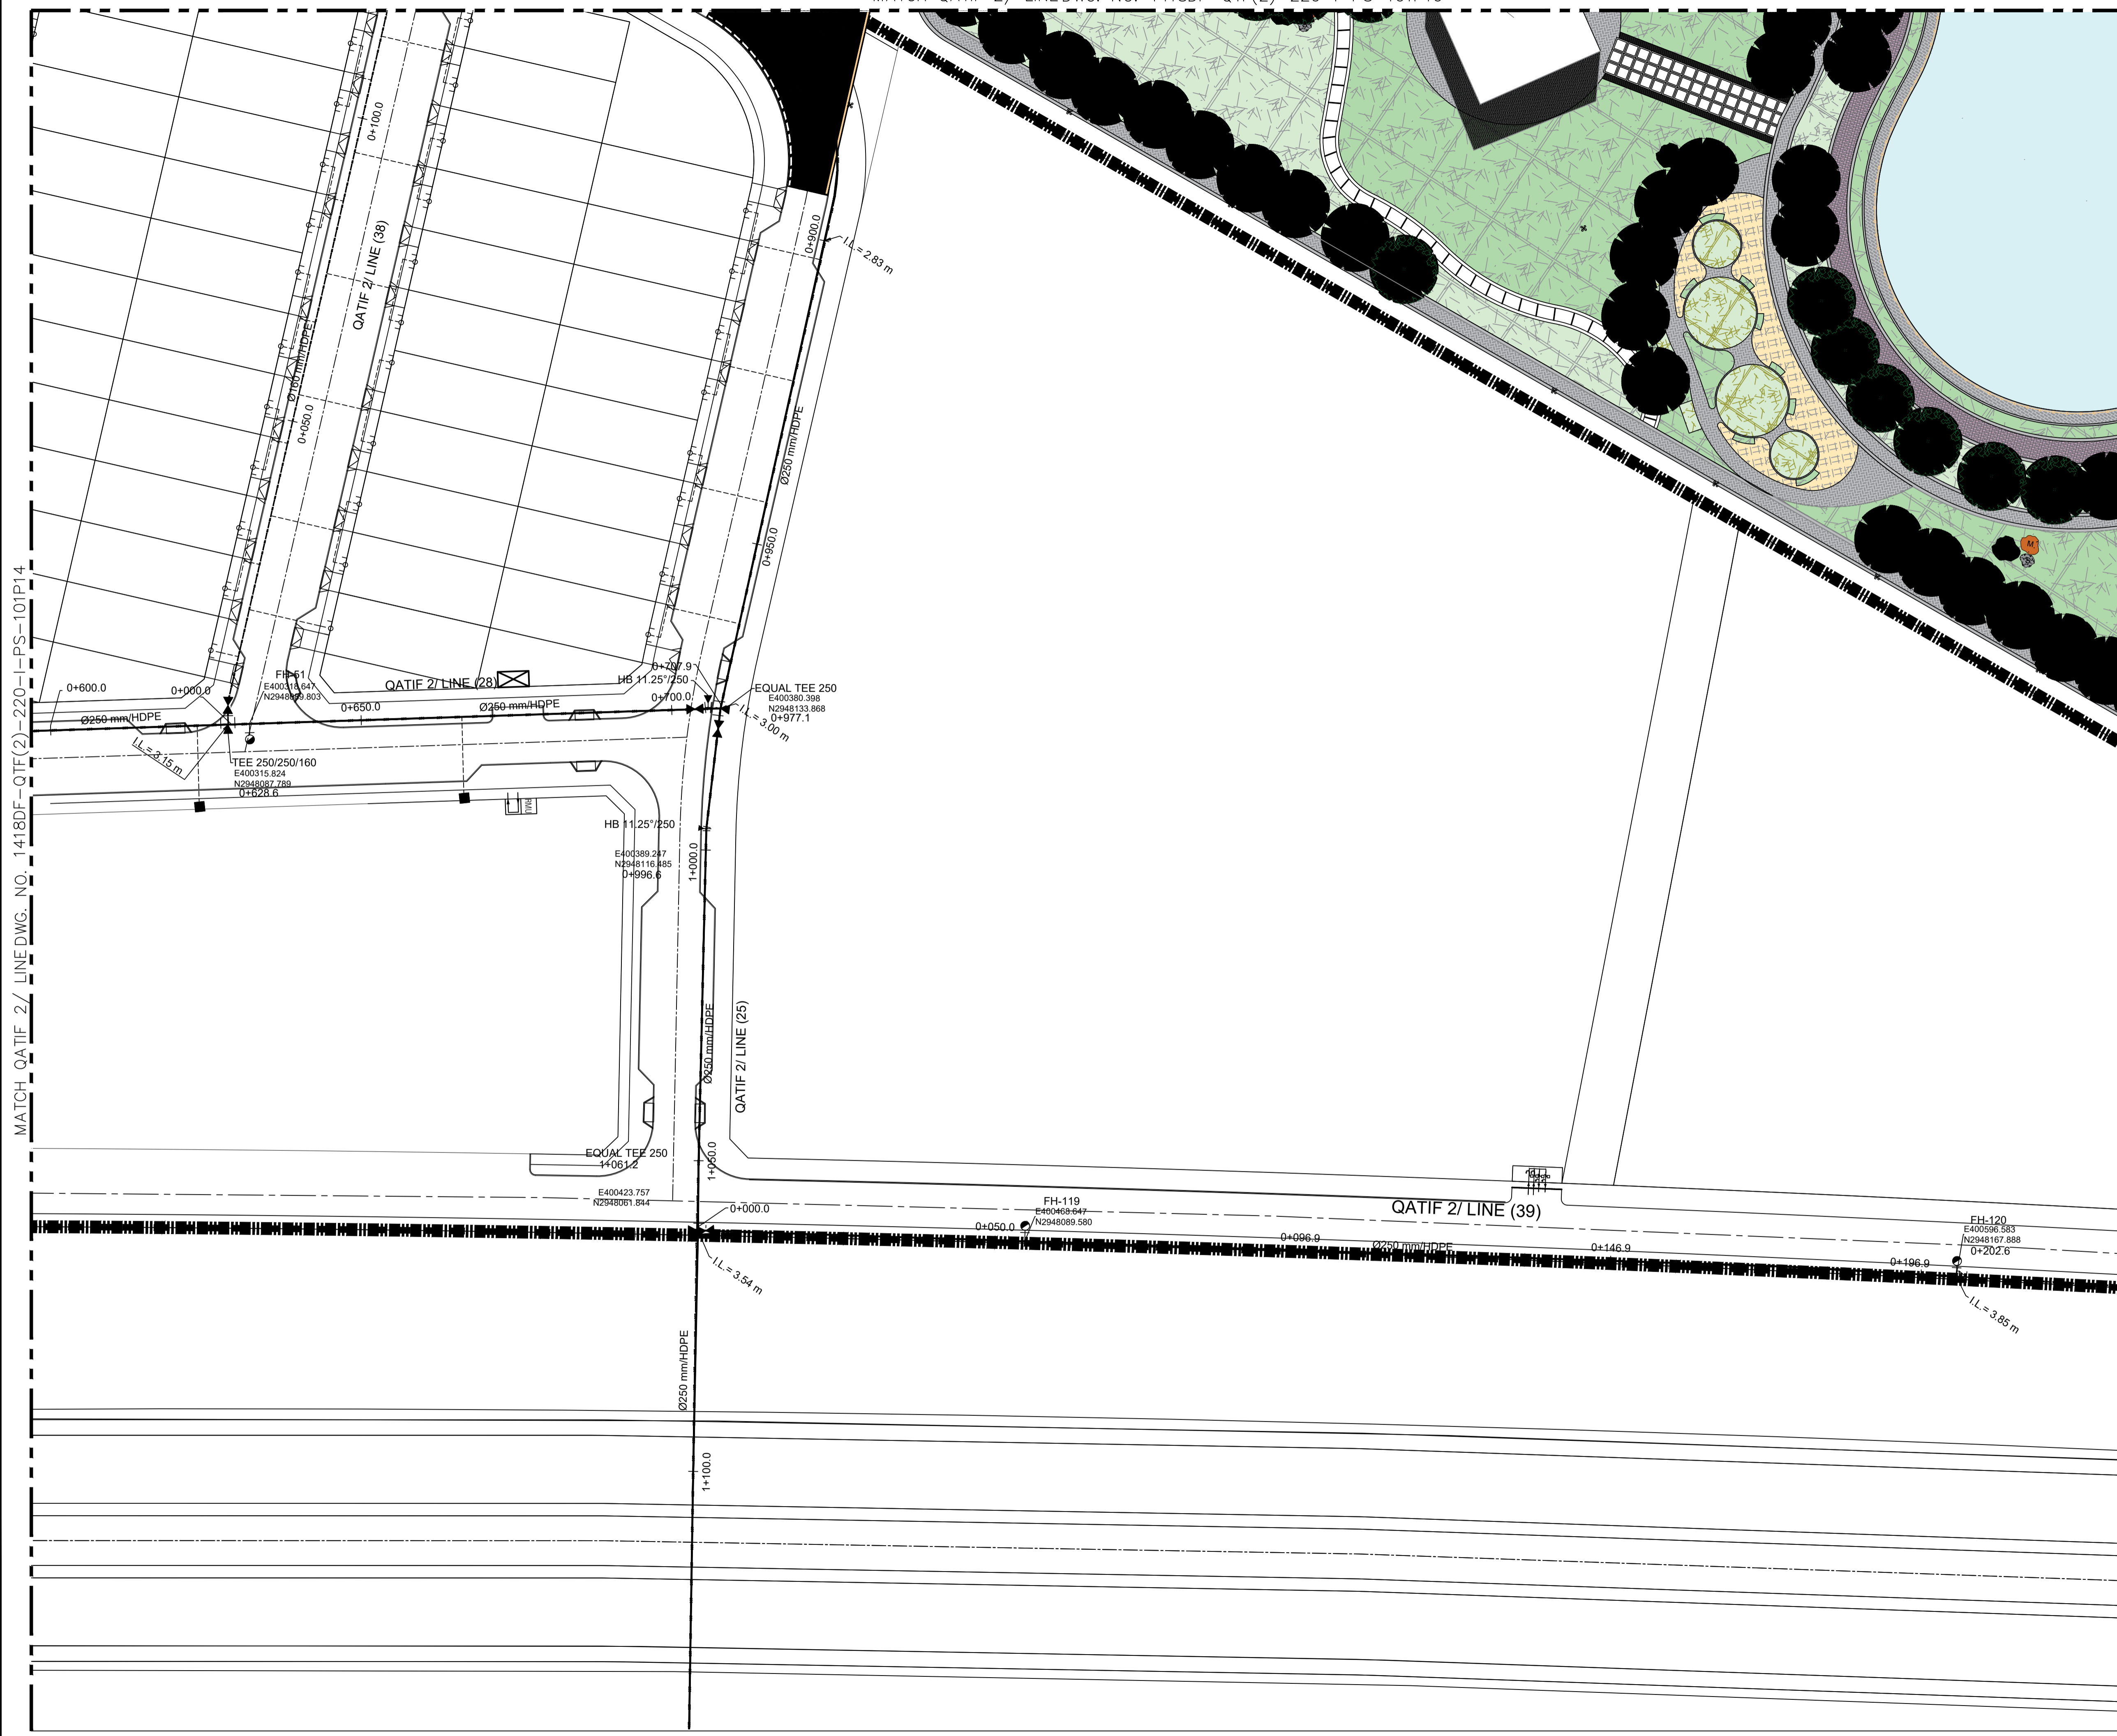 MATCH QATIF 2/ LINE DWG. NO. 1418DF-QTF(2)-220-I-PS-101P14
0+100.0
QATIF 2/ LINE (38)
Ø160 mm/HDPE
0+050.0
0+900.0
I.L.= 2.83 m
Ø250 mm/HDPE
0+950.0
M.
0+600.0
0+000.0
FH-51
E400318.647
QATIF 2/ LINE (28)
0+707.9
HB 11.25°/250
0+700.0
EQUAL TEE 250
E400380.398
N2948133.868
0+977.1
I.L.= 3.00 m
Ø250 mm/HDPE
0+650.0
Ø250 mm/HDPE
I.L.= 3.15 m
TEE 250/250/160
E400315.824
N2948087.789
0+628.6
RMU
HB 11.25°/250
E400389.247
N2948116.485
0+996.6
1+000.0
Ø250 mm/HDPE
QATIF 2/ LINE (25)
EQUAL TEE 250
1+061.2
1+050.0
E400423.757
N2948061.844
0+000.0
I.L.= 3.54 m
0+050.0
FH-119
E400468.647
N2948089.580
0+096.9
Ø250 mm/HDPE
QATIF 2/ LINE (39)
0+146.9
0+196.9
FH-120
E400596.583
N2948167.888
0+202.6
I.L.= 3.85 m
Ø250 mm/HDPE
1+100.0